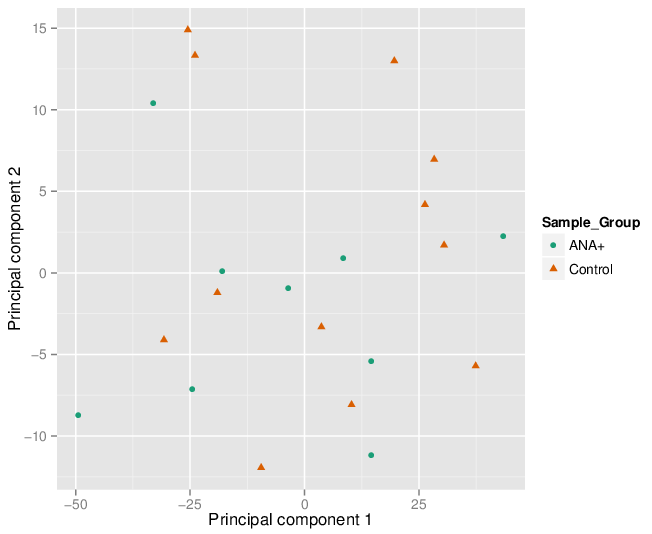 15
10
5
0
−5
−10
−50
−25
0
25
Principal component 1
Principal component 2
Sample_Group
ANA+
Control